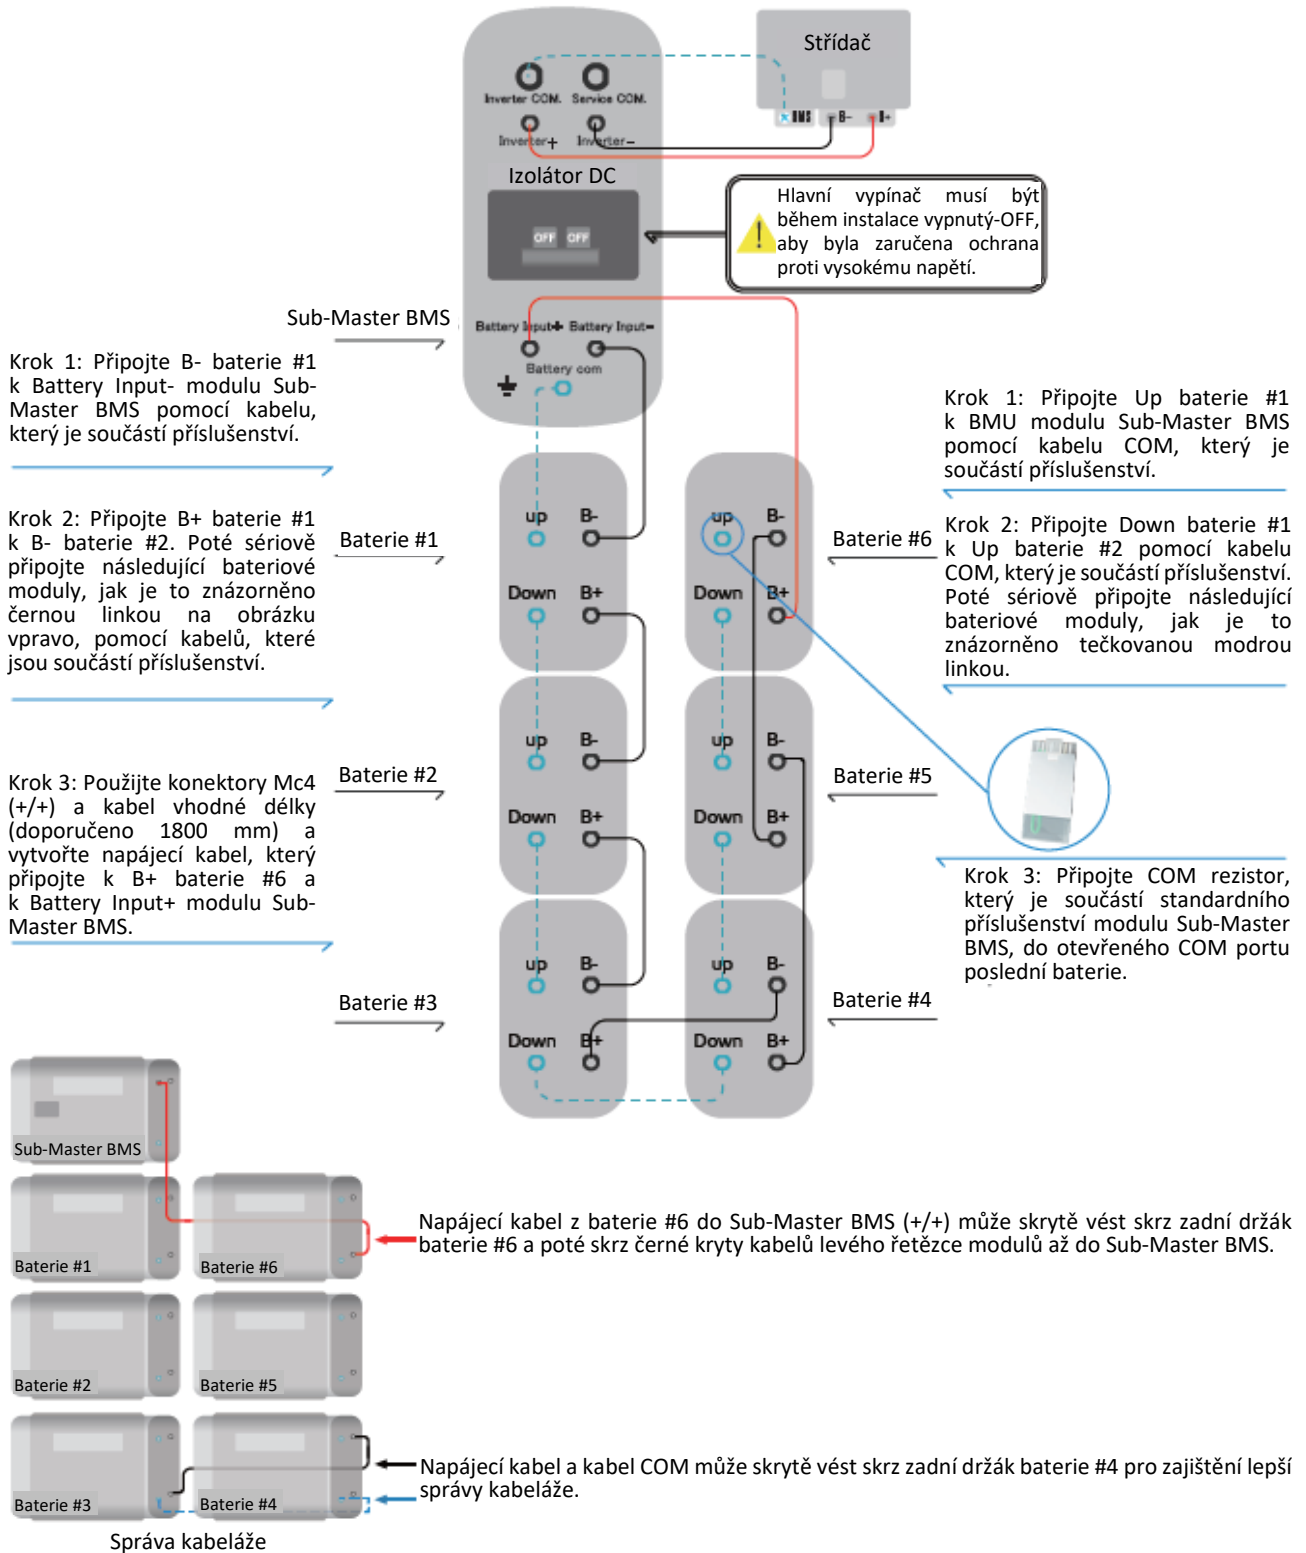 Střídač
Inverter COM. Service COM.
BMS B- B+
Inverter+ Inverter-
Izolátor DC
Hlavní vypínač musí být
během instalace vypnutý-OFF,
aby byla zaručena ochrana
proti vysokému napětí.
OFF OFF
Sub-Master BMS
Battery Input+ Battery Input-
Battery com
Krok 1: Připojte B- baterie #1
k Battery Input- modulu Sub-
Master BMS pomocí kabelu,
který je součástí příslušenství.
Krok 2: Připojte B+ baterie #1
k B- baterie #2. Poté sériově
připojte následující bateriové
moduly, jak je to znázorněno
černou linkou na obrázku
vpravo, pomocí kabelů, které
jsou součástí příslušenství.
Krok 3: Použijte konektory Mc4
(+/+) a kabel vhodné délky
(doporučeno 1800 mm) a
vytvořte napájecí kabel, který
připojte k B+ baterie #6 a
k Battery Input+ modulu Sub-
Master BMS.
Baterie #1
up B-
Down B+
Baterie #2
up B-
Down B+
Baterie #3
up B-
Down B+
up B-
Down B+
Baterie #6
up B-
Down B+
Baterie #5
up B-
Down B+
Baterie #4
Krok 1: Připojte Up baterie #1
k BMU modulu Sub-Master BMS
pomocí kabelu COM, který je
součástí příslušenství.
Krok 2: Připojte Down baterie #1
k Up baterie #2 pomocí kabelu
COM, který je součástí příslušenství.
Poté sériově připojte následující
bateriové moduly, jak je to
znázorněno tečkovanou modrou
linkou.
Krok 3: Připojte COM rezistor,
který je součástí standardního
příslušenství modulu Sub-Master
BMS, do otevřeného COM portu
poslední baterie.
Sub-Master BMS
Baterie #1
Baterie #6
Napájecí kabel z baterie #6 do Sub-Master BMS (+/+) může skrytě vést skrz zadní držák
baterie #6 a poté skrz černé kryty kabelů levého řetězce modulů až do Sub-Master BMS.
Baterie #2
Baterie #5
Baterie #3
Baterie #4
Napájecí kabel a kabel COM může skrytě vést skrz zadní držák baterie #4 pro zajištění lepší
správy kabeláže.
Správa kabeláže